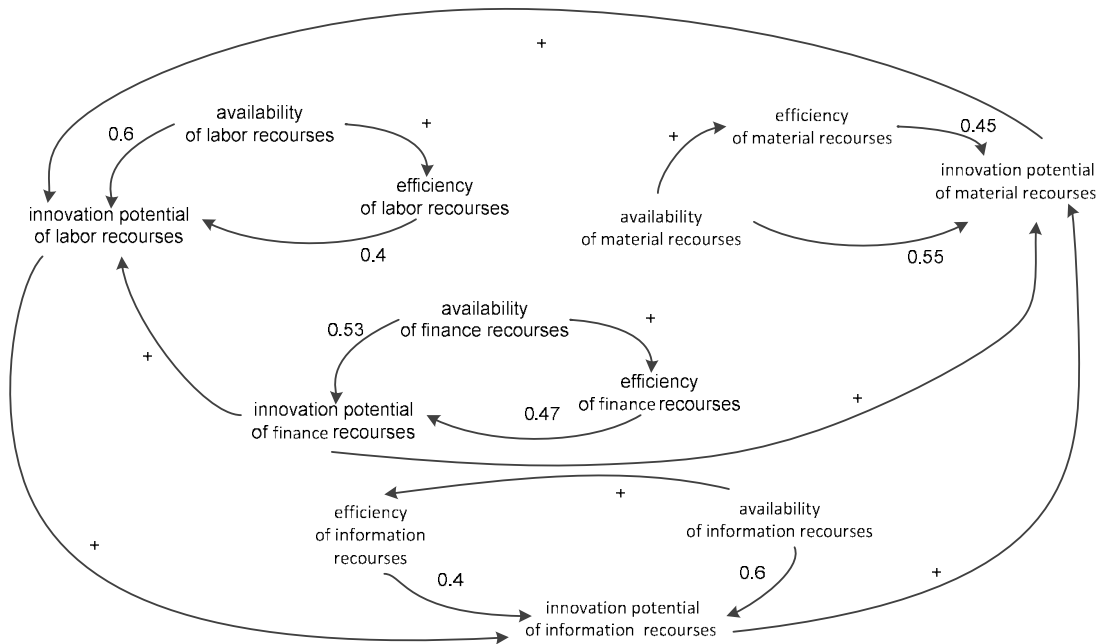 +
availability
of labor recourses
0.6
+
efficiency
of labor recourses
0.4
innovation potential
of labor recourses
efficiency
of material recourses
+
0.45
innovation potential
of material recourses
availability
of material recourses
0.55
availability
of finance recourses
0.53
+
efficiency
of finance recourses
0.47
innovation potential
of finance recourses
+
+
efficiency
of information
recourses
+
availability
of information recourses
0.4
0.6
innovation potential
of information recourses
+
+